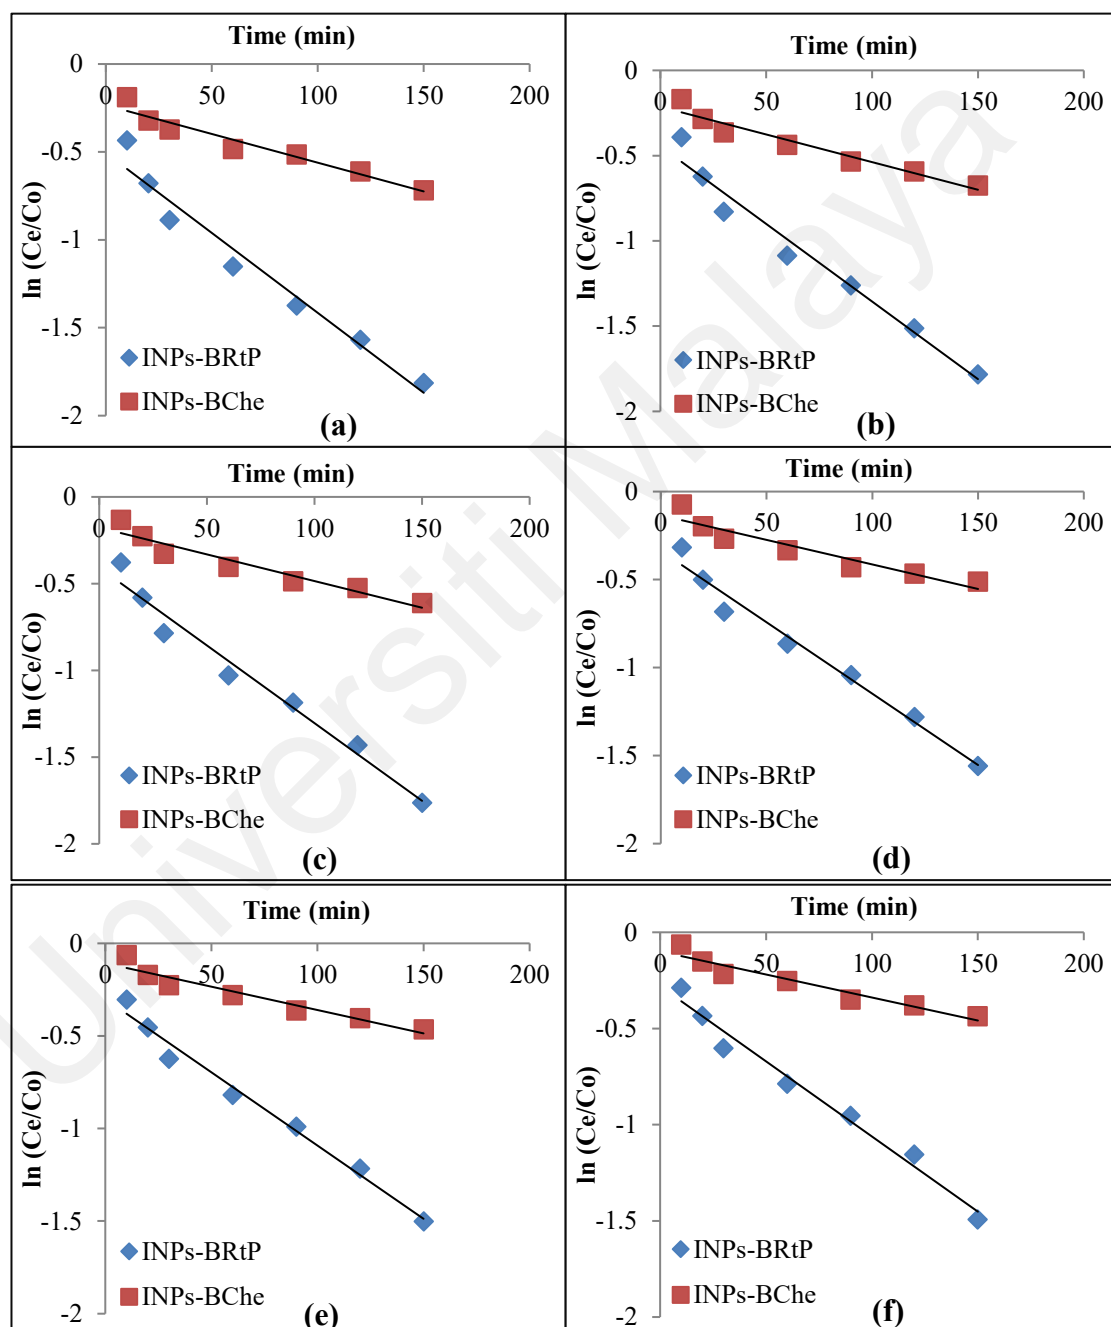 Time (min)
0
0 50 100 150 200
-0.5
-1
-1.5
-2
ln (Ce/Co)
INPs-BRtP
INPs-BChe
(a)
Time (min)
0
0 50 100 150 200
-0.5
-1
-1.5
-2
ln (Ce/Co)
INPs-BRtP
INPs-BChe
(b)
Time (min)
0
0 50 100 150 200
-0.5
-1
-1.5
-2
ln (Ce/Co)
INPs-BRtP
INPs-BChe
(c)
Time (min)
0
0 50 100 150 200
-0.5
-1
-1.5
-2
ln (Ce/Co)
INPs-BRtP
INPs-BChe
(d)
Time (min)
0
0 50 100 150 200
-0.5
-1
-1.5
-2
ln (Ce/Co)
INPs-BRtP
INPs-BChe
(e)
Time (min)
0
0 50 100 150 200
-0.5
-1
-1.5
-2
ln (Ce/Co)
INPs-BRtP
INPs-BChe
(f)
Universiti Malaya